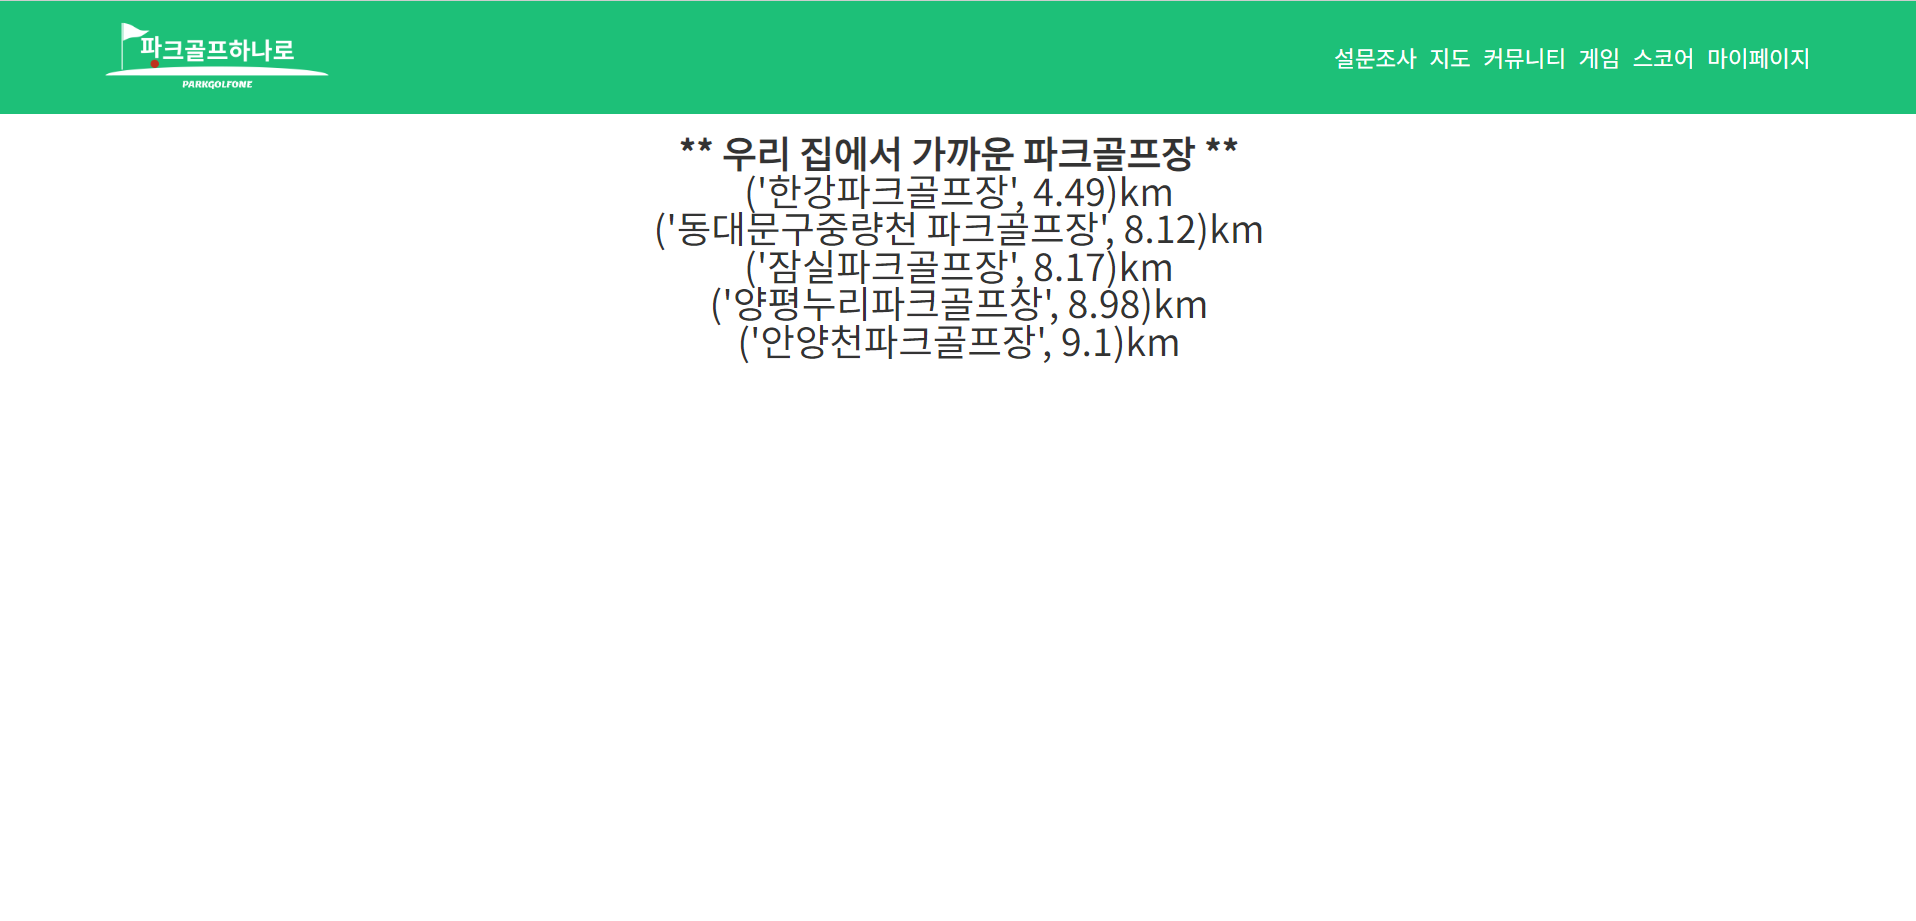 파크골프하나로
PARKGOLFONE
설문조사 지도 커뮤니티 게임 스코어 마이페이지
** 우리 집에서 가까운 파크골프장 **
('한강파크골프장', 4.49)km
('동대문구중량천 파크골프장', 8.12)km
('잠실파크골프장', 8.17)km
('양평누리파크골프장', 8.98)km
('안양천파크골프장', 9.1)km